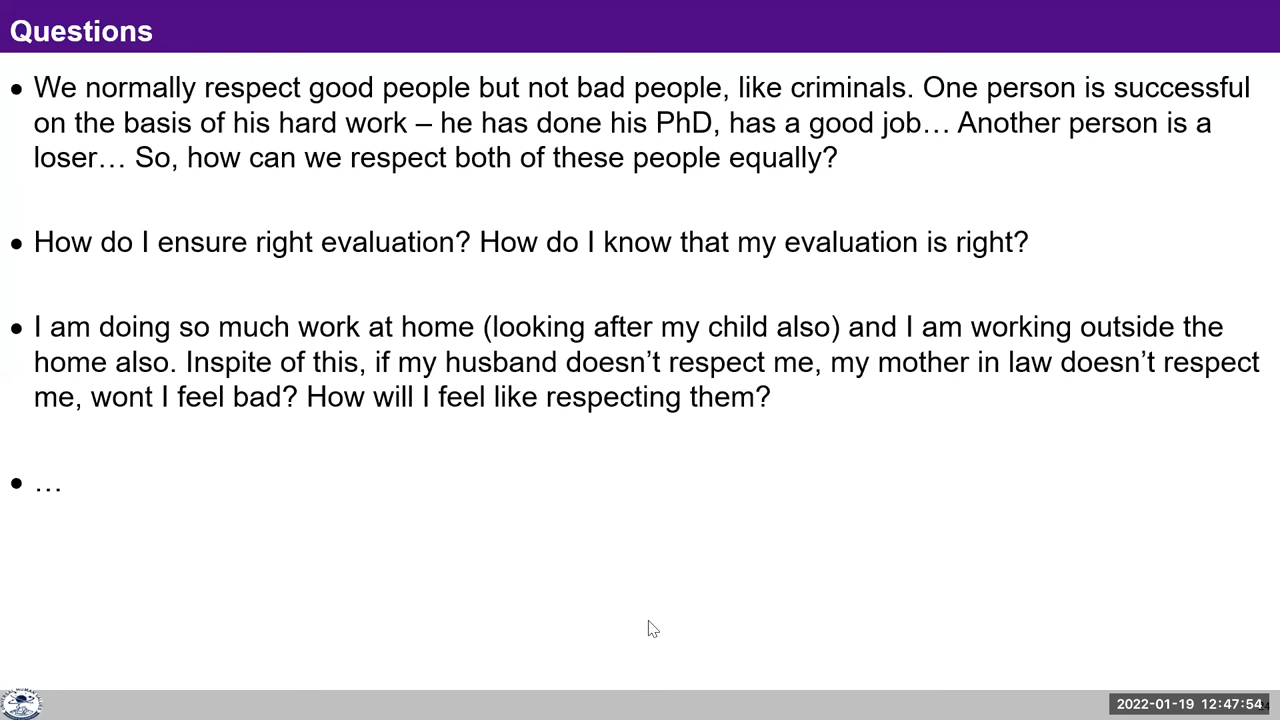 Questions
● We normally respect good people but not bad people, like criminals. One person is successful
on the basis of his hard work – he has done his PhD, has a good job… Another person is a
loser… So, how can we respect both of these people equally?
● How do I ensure right evaluation? How do I know that my evaluation is right?
● I am doing so much work at home (looking after my child also) and I am working outside the
home also. Inspite of this, if my husband doesn’t respect me, my mother in law doesn’t respect
me, wont I feel bad? How will I feel like respecting them?
● …
2022-01-19 12:47:54